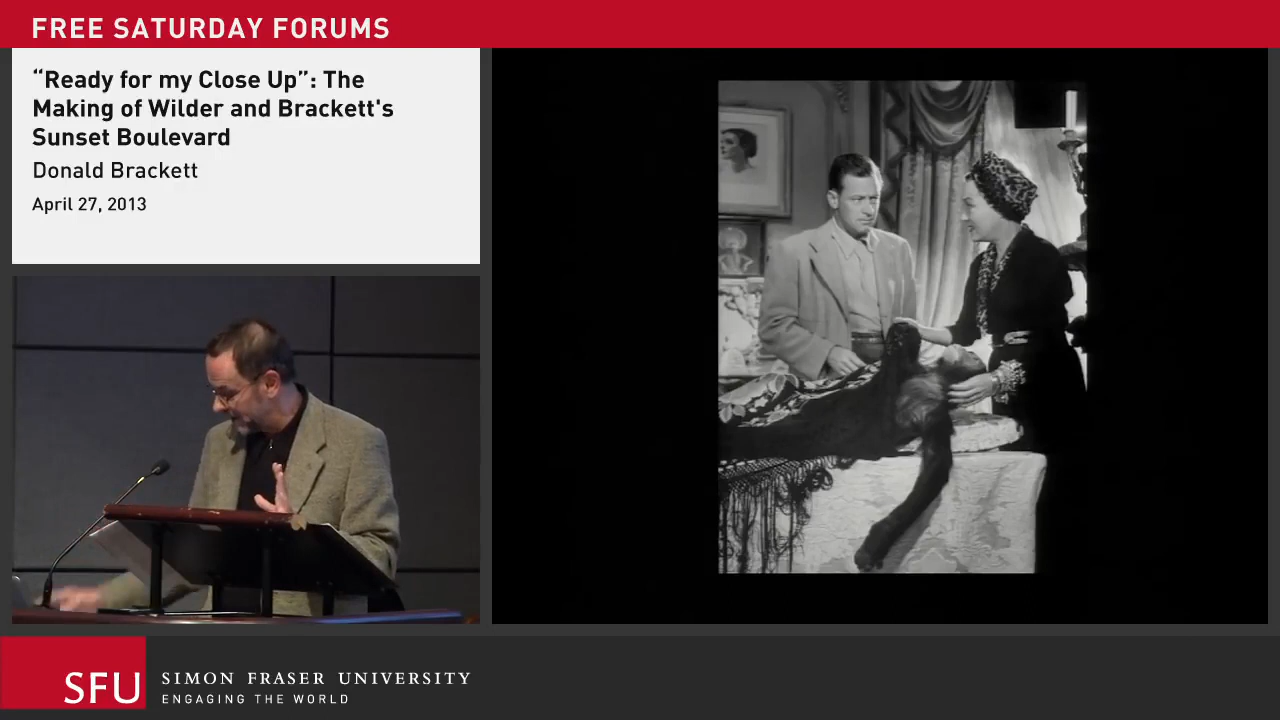 FREE SATURDAY FORUMS
“Ready for my Close Up”: The
Making of Wilder and Brackett's
Sunset Boulevard
Donald Brackett
April 27, 2013
SFU
SIMON FRASER UNIVERSITY
ENGAGING THE WORLD